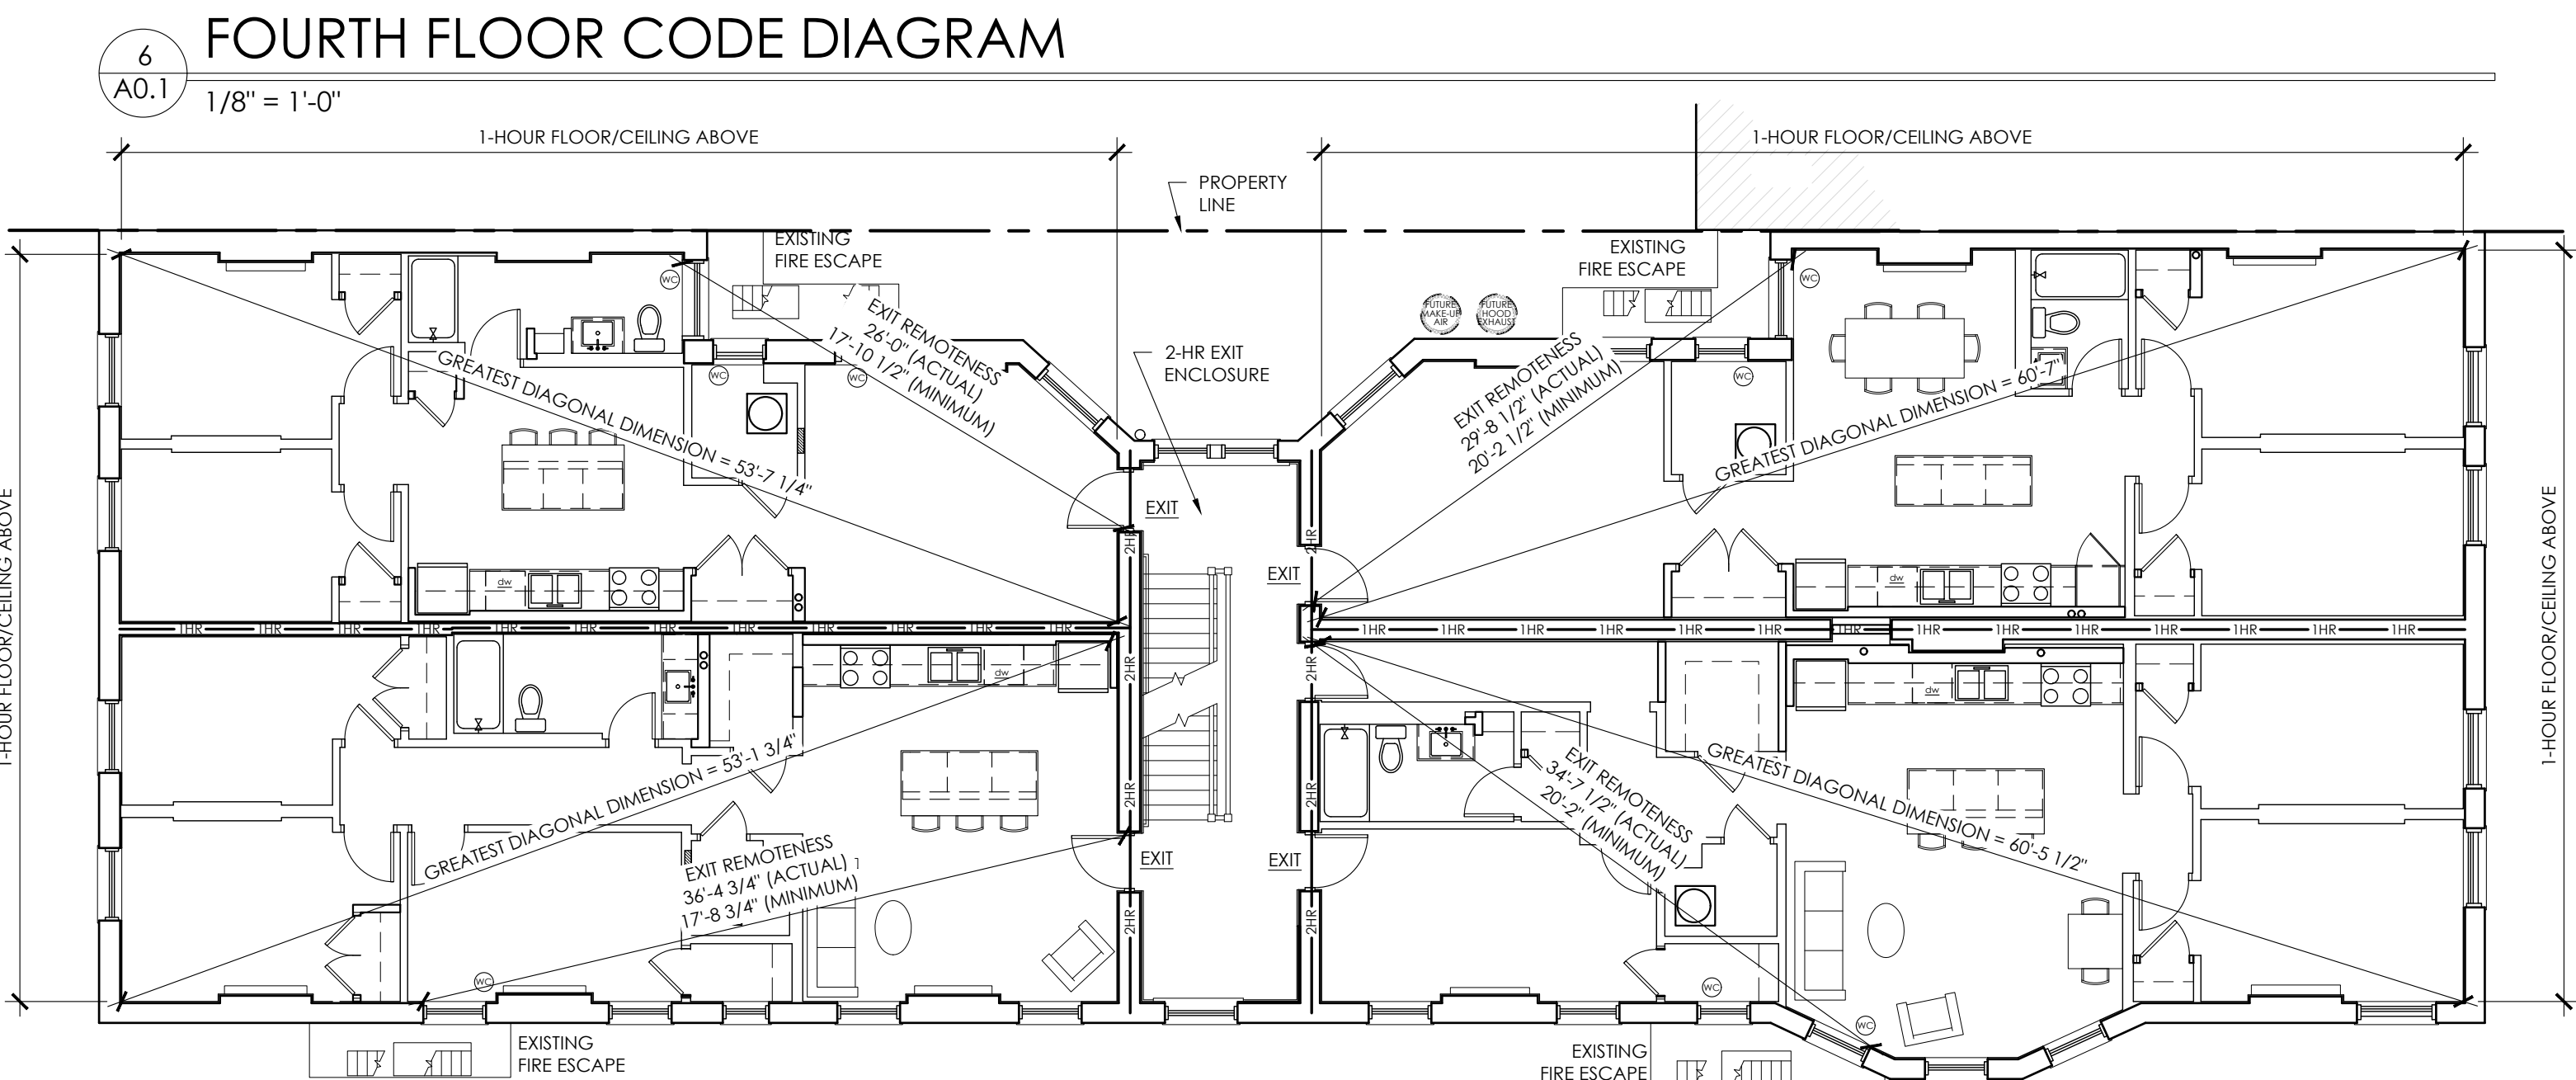 6
A0.1
FOURTH FLOOR CODE DIAGRAM
1/8" = 1'-0"
1-HOUR FLOOR/CEILING ABOVE
1-HOUR FLOOR/CEILING ABOVE
PROPERTY
LINE
EXISTING
FIRE ESCAPE
EXISTING
FIRE ESCAPE
WC
WC
WC
WC
WC
FUTURE
MAKE-UP
AIR
FUTURE
HOOD
EXHAUST
EXIT REMOTENESS
26'-0" (ACTUAL)
17'-10 1/2" (MINIMUM)
2-HR EXIT
ENCLOSURE
EXIT REMOTENESS
29'-8 1/2" (ACTUAL)
20'-2 1/2" (MINIMUM)
GREATEST DIAGONAL DIMENSION = 53'-7 1/4"
GREATEST DIAGONAL DIMENSION = 60'-7"
1-HOUR FLOOR/CEILING ABOVE
1-HOUR FLOOR/CEILING ABOVE
EXIT
2HR
2HR
EXIT
dw
dw
1HR 1HR 1HR 1HR 1HR 1HR 1HR 1HR 1HR 1HR 1HR 1HR
1HR 1HR 1HR 1HR 1HR 1HR 1HR 1HR 1HR 1HR 1HR 1HR 1HR 1HR
2HR
2HR
dw
dw
GREATEST DIAGONAL DIMENSION = 53'-1 3/4"
GREATEST DIAGONAL DIMENSION = 60'-5 1/2"
2HR
2HR
EXIT REMOTENESS
36'-4 3/4" (ACTUAL)
17'-8 3/4" (MINIMUM)
EXIT REMOTENESS
34'-7 1/2" (ACTUAL)
20'-2" (MINIMUM)
EXIT
EXIT
2HR
2HR
WC
WC
WC
EXISTING
FIRE ESCAPE
EXISTING
FIRE ESCAPE